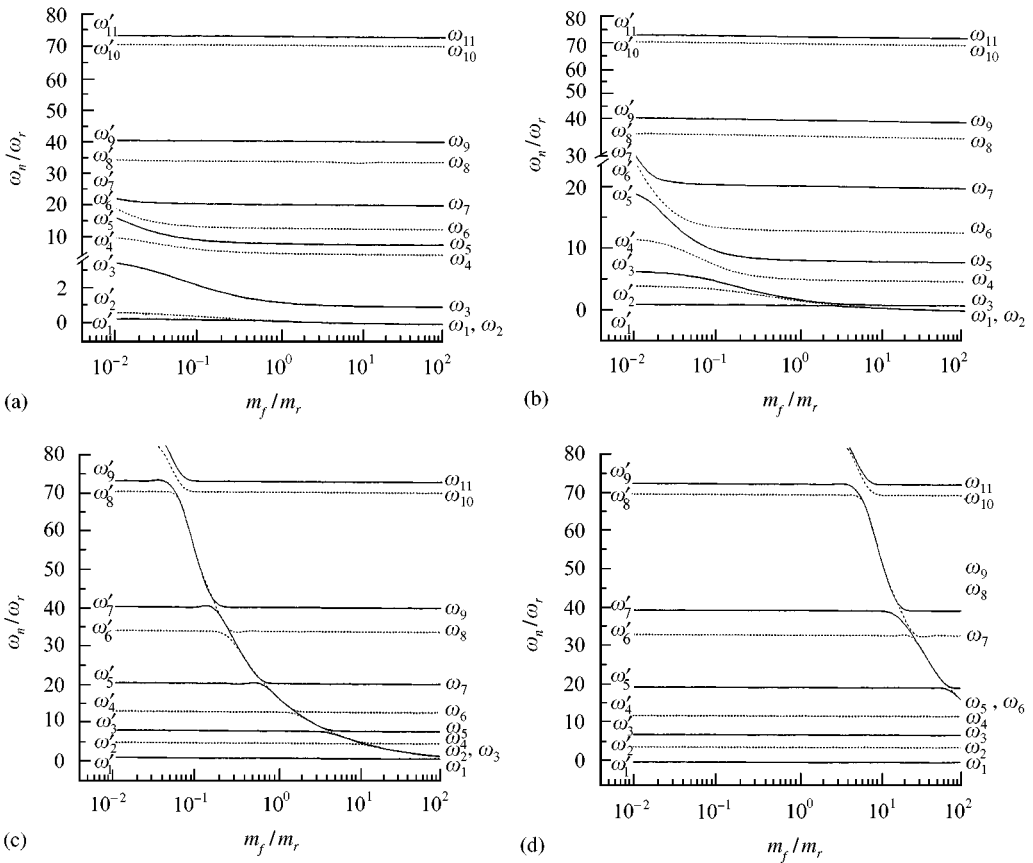 (a)
ωₙ/ωᵣ
80
70
60
50
40
30
20
10
2
0
ω′₁₁
ω′₁₀
ω′₉
ω′₈
ω′₇
ω′₆
ω′₅
ω′₄
ω′₃
ω′₂
ω′₁
ω₁₁
ω₁₀
ω₉
ω₈
ω₇
ω₆
ω₅
ω₄
ω₃
ω₁, ω₂
10⁻² 10⁻¹ 10⁰ 10¹ 10²
m_f/m_r
(b)
ωₙ/ωᵣ
80
70
60
50
40
30
20
10
0
ω′₁₁
ω′₁₀
ω′₉
ω′₈
ω′₇
ω′₆
ω′₅
ω′₄
ω′₃
ω′₂
ω′₁
ω₁₁
ω₁₀
ω₉
ω₈
ω₇
ω₆
ω₅
ω₄
ω₃
ω₁, ω₂
10⁻² 10⁻¹ 10⁰ 10¹ 10²
m_f/m_r
(c)
ωₙ/ωᵣ
80
70
60
50
40
30
20
10
0
ω′₉
ω′₈
ω′₇
ω′₆
ω′₅
ω′₄
ω′₃
ω′₂
ω′₁
ω₁₁
ω₁₀
ω₉
ω₈
ω₇
ω₆
ω₅
ω₄
ω₂, ω₃
ω₁
10⁻² 10⁻¹ 10⁰ 10¹ 10²
m_f/m_r
(d)
ωₙ/ωᵣ
80
70
60
50
40
30
20
10
0
ω′₉
ω′₈
ω′₇
ω′₆
ω′₅
ω′₄
ω′₃
ω′₂
ω′₁
ω₁₁
ω₁₀
ω₉
ω₈
ω₇
ω₅, ω₆
ω₄
ω₃
ω₂
ω₁
10⁻² 10⁻¹ 10⁰ 10¹ 10²
m_f/m_r